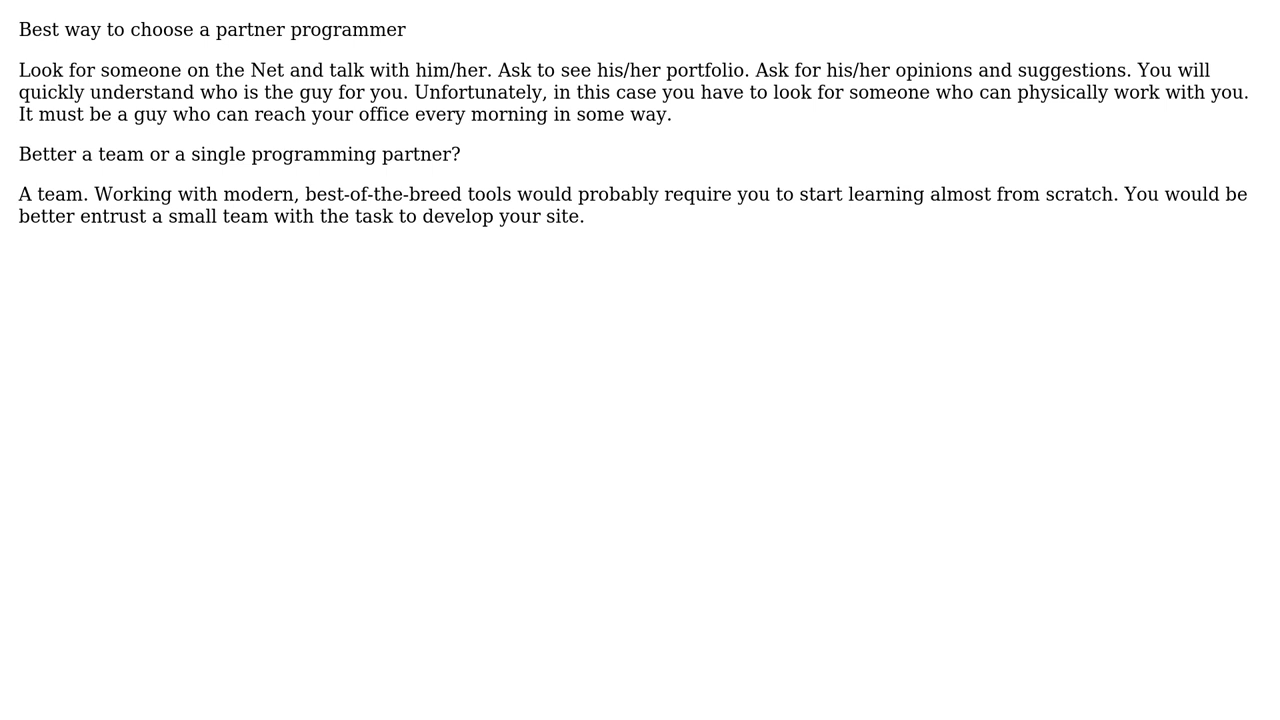 Best way to choose a partner programmer
Look for someone on the Net and talk with him/her. Ask to see his/her portfolio. Ask for his/her opinions and suggestions. You will
quickly understand who is the guy for you. Unfortunately, in this case you have to look for someone who can physically work with you.
It must be a guy who can reach your office every morning in some way.
Better a team or a single programming partner?
A team. Working with modern, best-of-the-breed tools would probably require you to start learning almost from scratch. You would be
better entrust a small team with the task to develop your site.